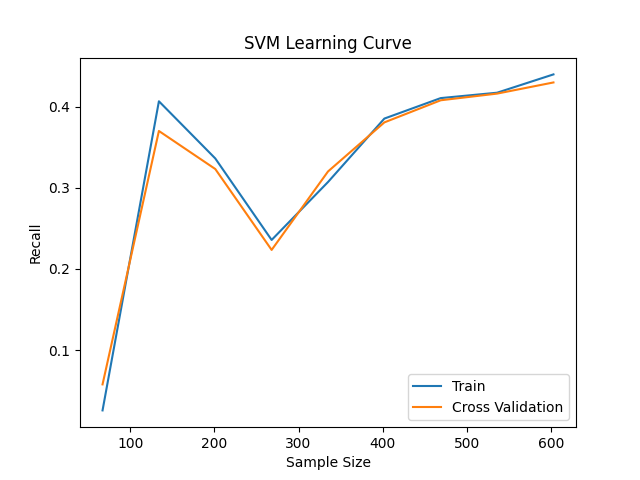 SVM Learning Curve
Recall
0.4
0.3
0.2
0.1
100 200 300 400 500 600
Sample Size
Train
Cross Validation